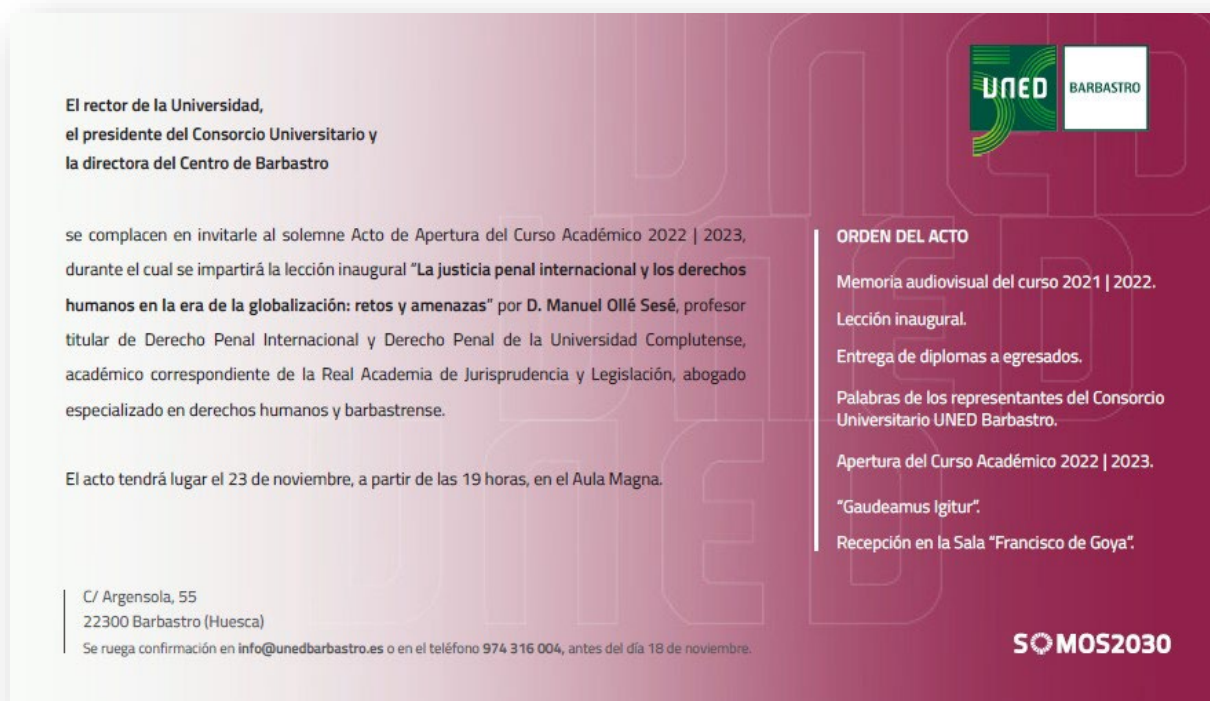 El rector de la Universidad,
el presidente del Consorcio Universitario y
la directora del Centro de Barbastro
se complacen en invitarle al solemne Acto de Apertura del Curso Académico 2022 | 2023,
durante el cual se impartirá la lección inaugural “La justicia penal internacional y los derechos
humanos en la era de la globalización: retos y amenazas” por D. Manuel Ollé Sesé, profesor
titular de Derecho Penal Internacional y Derecho Penal de la Universidad Complutense,
académico correspondiente de la Real Academia de Jurisprudencia y Legislación, abogado
especializado en derechos humanos y barbastrense.
El acto tendrá lugar el 23 de noviembre, a partir de las 19 horas, en el Aula Magna.
C/ Argensola, 55
22300 Barbastro (Huesca)
Se ruega confirmación en info@unedbarbastro.es o en el teléfono 974 316 004, antes del día 18 de noviembre.
50
UNED BARBASTRO
ORDEN DEL ACTO
Memoria audiovisual del curso 2021 | 2022.
Lección inaugural.
Entrega de diplomas a egresados.
Palabras de los representantes del Consorcio
Universitario UNED Barbastro.
Apertura del Curso Académico 2022 | 2023.
“Gaudeamus Igitur”.
Recepción en la Sala “Francisco de Goya”.
SOMOS2030
UNED
UNED
UNED